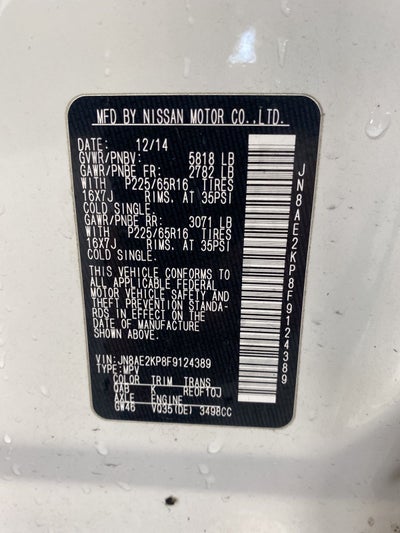 MFD BY NISSAN MOTOR CO.,LTD.
DATE: 12/14
GVWR/PNBV: 5818 LB
GAWR/PNBE FR: 2782 LB
WITH P225/65R16 TIRES
16X7J RIMS. AT 35PSI
COLD SINGLE.
GAWR/PNBE RR: 3071 LB
WITH P225/65R16 TIRES
16X7J RIMS. AT 35PSI
COLD SINGLE.
THIS VEHICLE CONFORMS TO
ALL APPLICABLE FEDERAL
MOTOR VEHICLE SAFETY AND
THEFT PREVENTION STANDA-
RDS IN EFFECT ON THE
DATE OF MANUFACTURE
SHOWN ABOVE.
VIN:JN8AE2KP8F9124389
TYPE:MPV
COLOR TRIM TRANS
QAB K RE0F10J
AXLE ENGINE
GW46 VQ35(DE) 3498CC
JN8AE2KP8F9124389